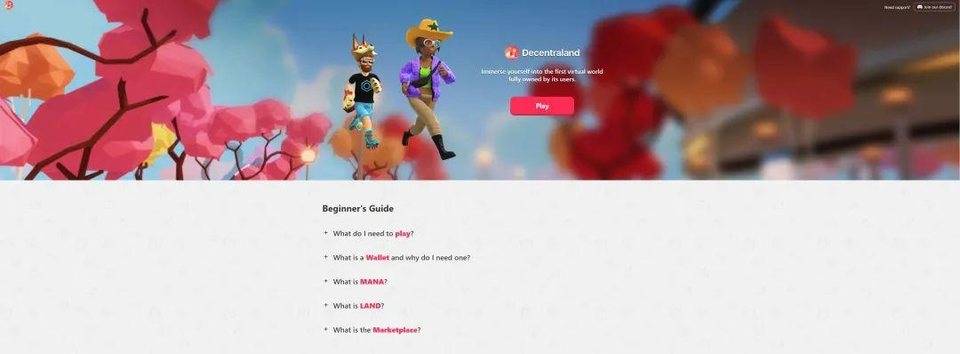 Need support?
Join our discord
Decentraland
Immerse yourself into the first virtual world
fully owned by its users.
Play
Beginner's Guide
+ What do I need to play?
+ What is a Wallet and why do I need one?
+ What is MANA?
+ What is LAND?
+ What is the Marketplace?